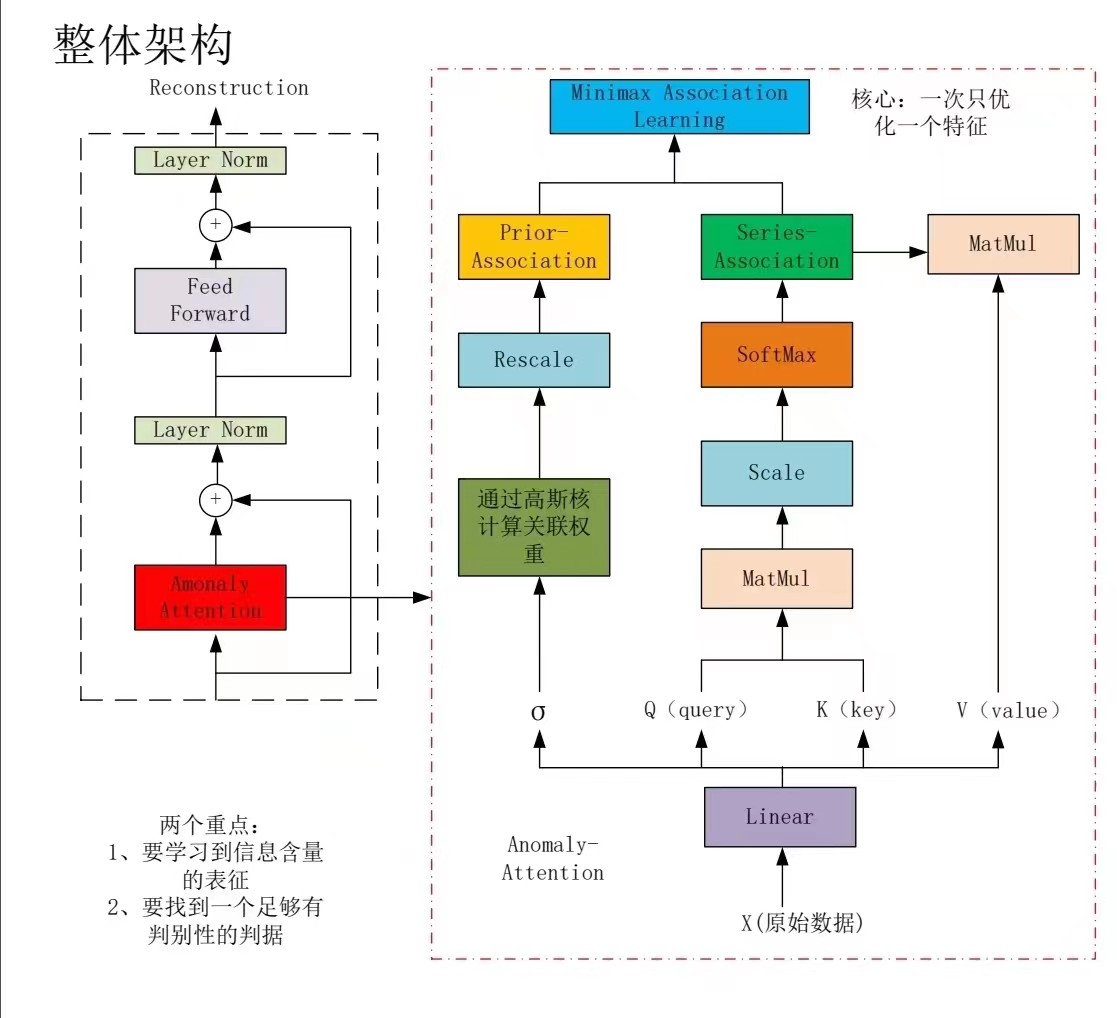 整体架构
Reconstruction
Layer Norm
+
Feed
Forward
Layer Norm
+
Amonaly
Attention
两个重点：
1、要学习到信息含量
的表征
2、要找到一个足够有
判别性的判据
Minimax Association
Learning
核心：一次只优
化一个特征
Prior-
Association
Series-
Association
MatMul
Rescale
SoftMax
通过高斯核
计算关联权
重
Scale
MatMul
σ
Q（query）
K（key）
V（value）
Linear
Anomaly-
Attention
X(原始数据)